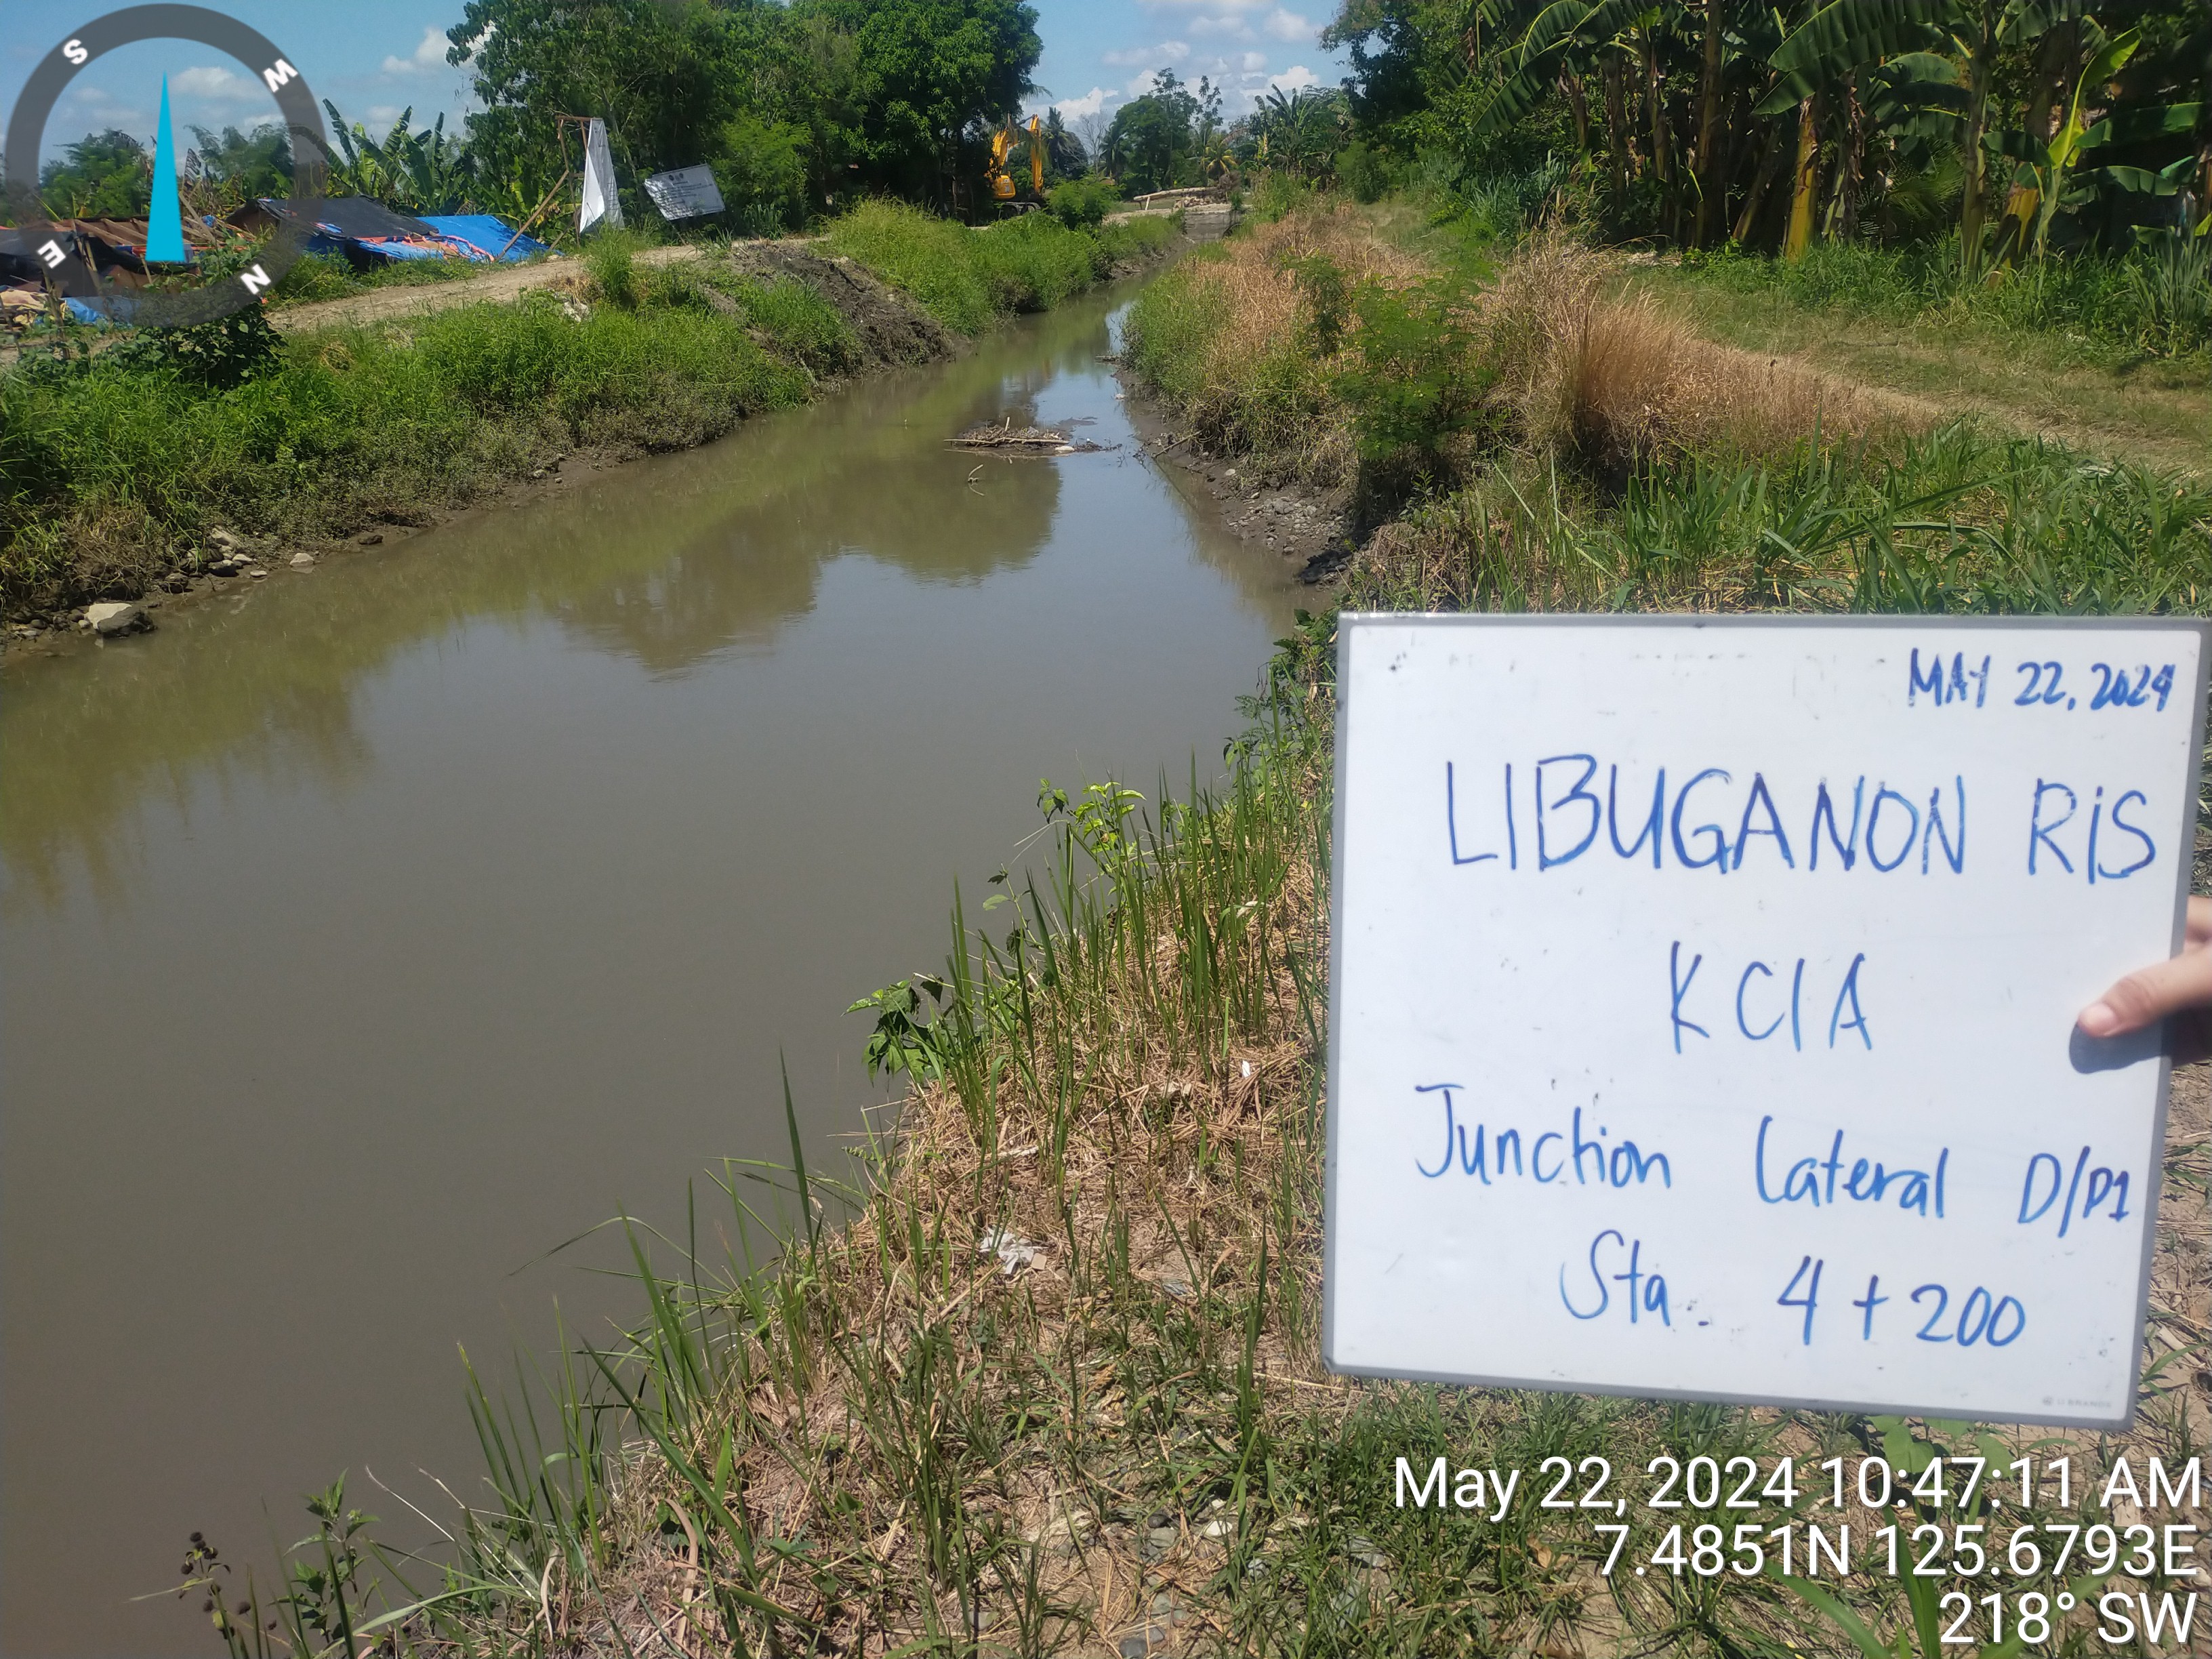 S
W
E
N
MAY 22, 2024
LIBUGANON RIS
KCIA
Junction Lateral D/P1
Sta. 4+200
May 22, 2024 10:47:11 AM
7.4851N 125.6793E
218° SW